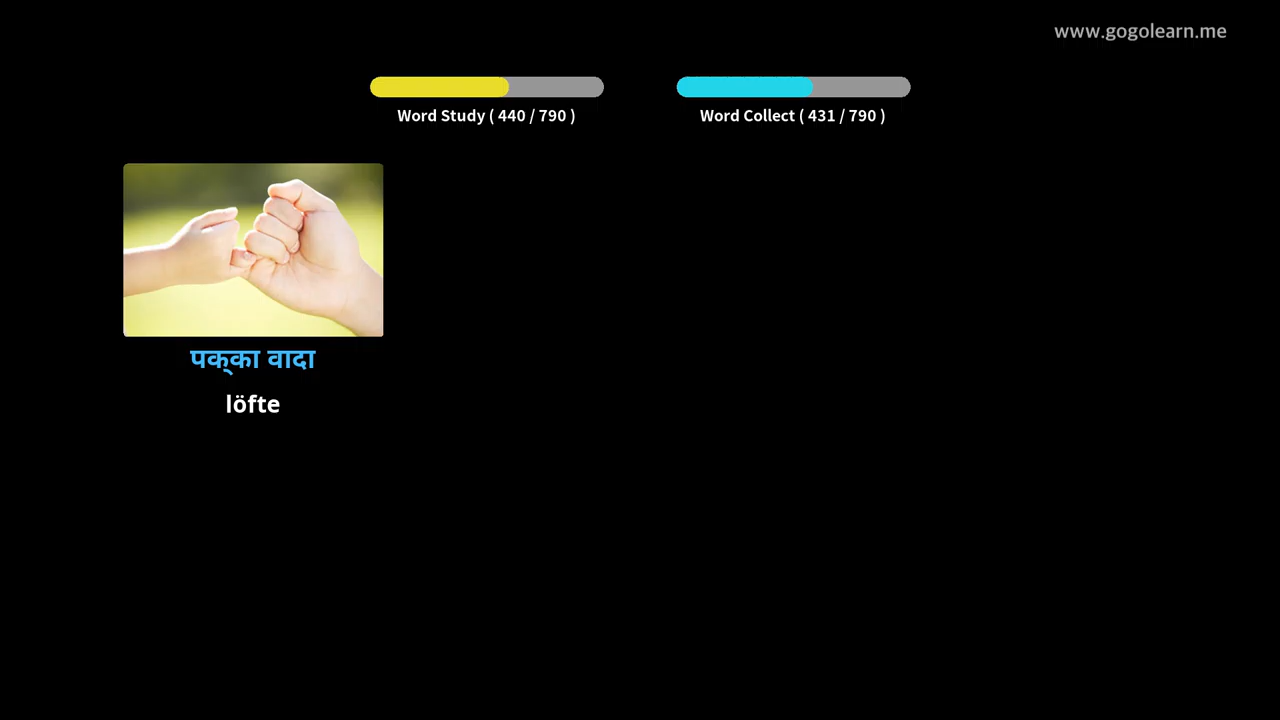 www.gogolearn.me
Word Study ( 440 / 790 )
Word Collect ( 431 / 790 )
पक्का वादा
löfte